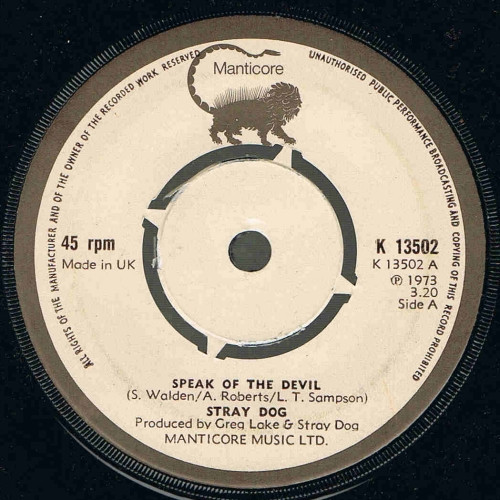 ALL RIGHTS OF THE MANUFACTURER AND OF THE OWNER OF THE RECORDED WORK RESERVED
UNAUTHORISED PUBLIC PERFORMANCE BROADCASTING AND COPYING OF THIS RECORD PROHIBITED
Manticore
45 rpm
Made in UK
K 13502
K 13502 A
℗ 1973
3.20
Side A
SPEAK OF THE DEVIL
(S. Walden/A. Roberts/L. T. Sampson)
STRAY DOG
Produced by Greg Lake & Stray Dog
MANTICORE MUSIC LTD.